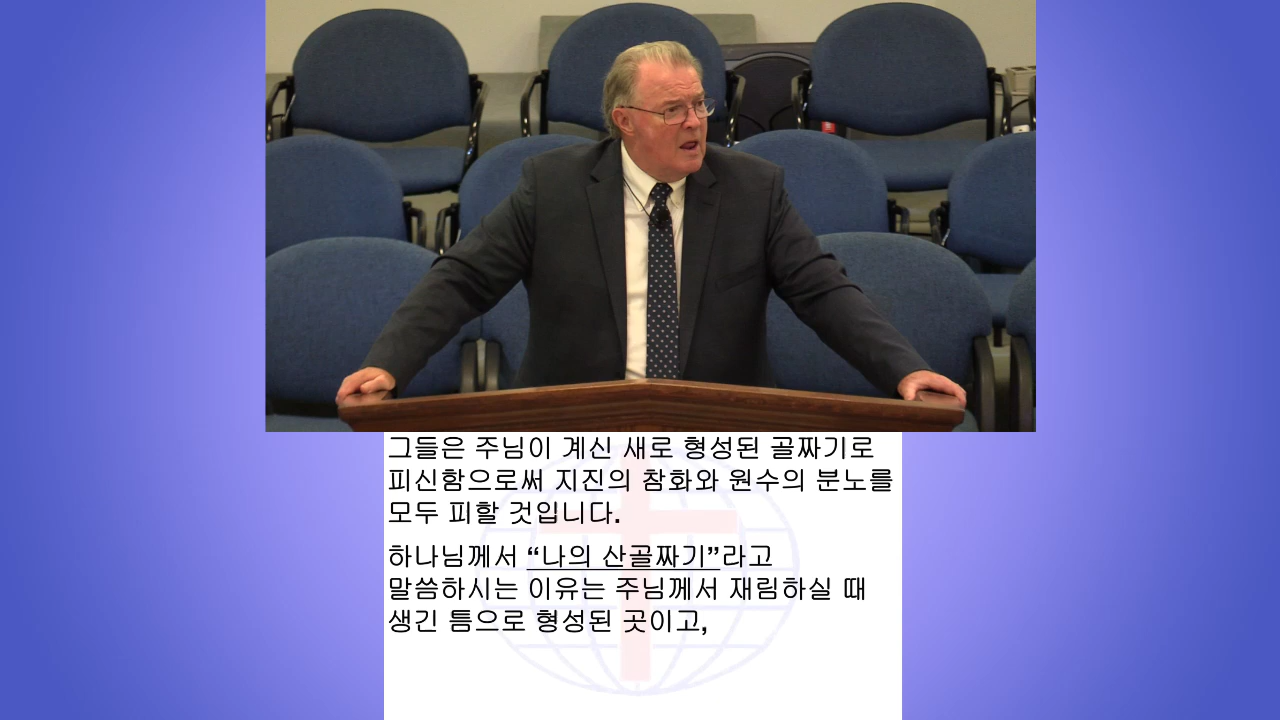 그들은 주님이 계신 새로 형성된 골짜기로
피신함으로써 지진의 참화와 원수의 분노를
모두 피할 것입니다.
하나님께서 “나의 산골짜기”라고
말씀하시는 이유는 주님께서 재림하실 때
생긴 틈으로 형성된 곳이고,